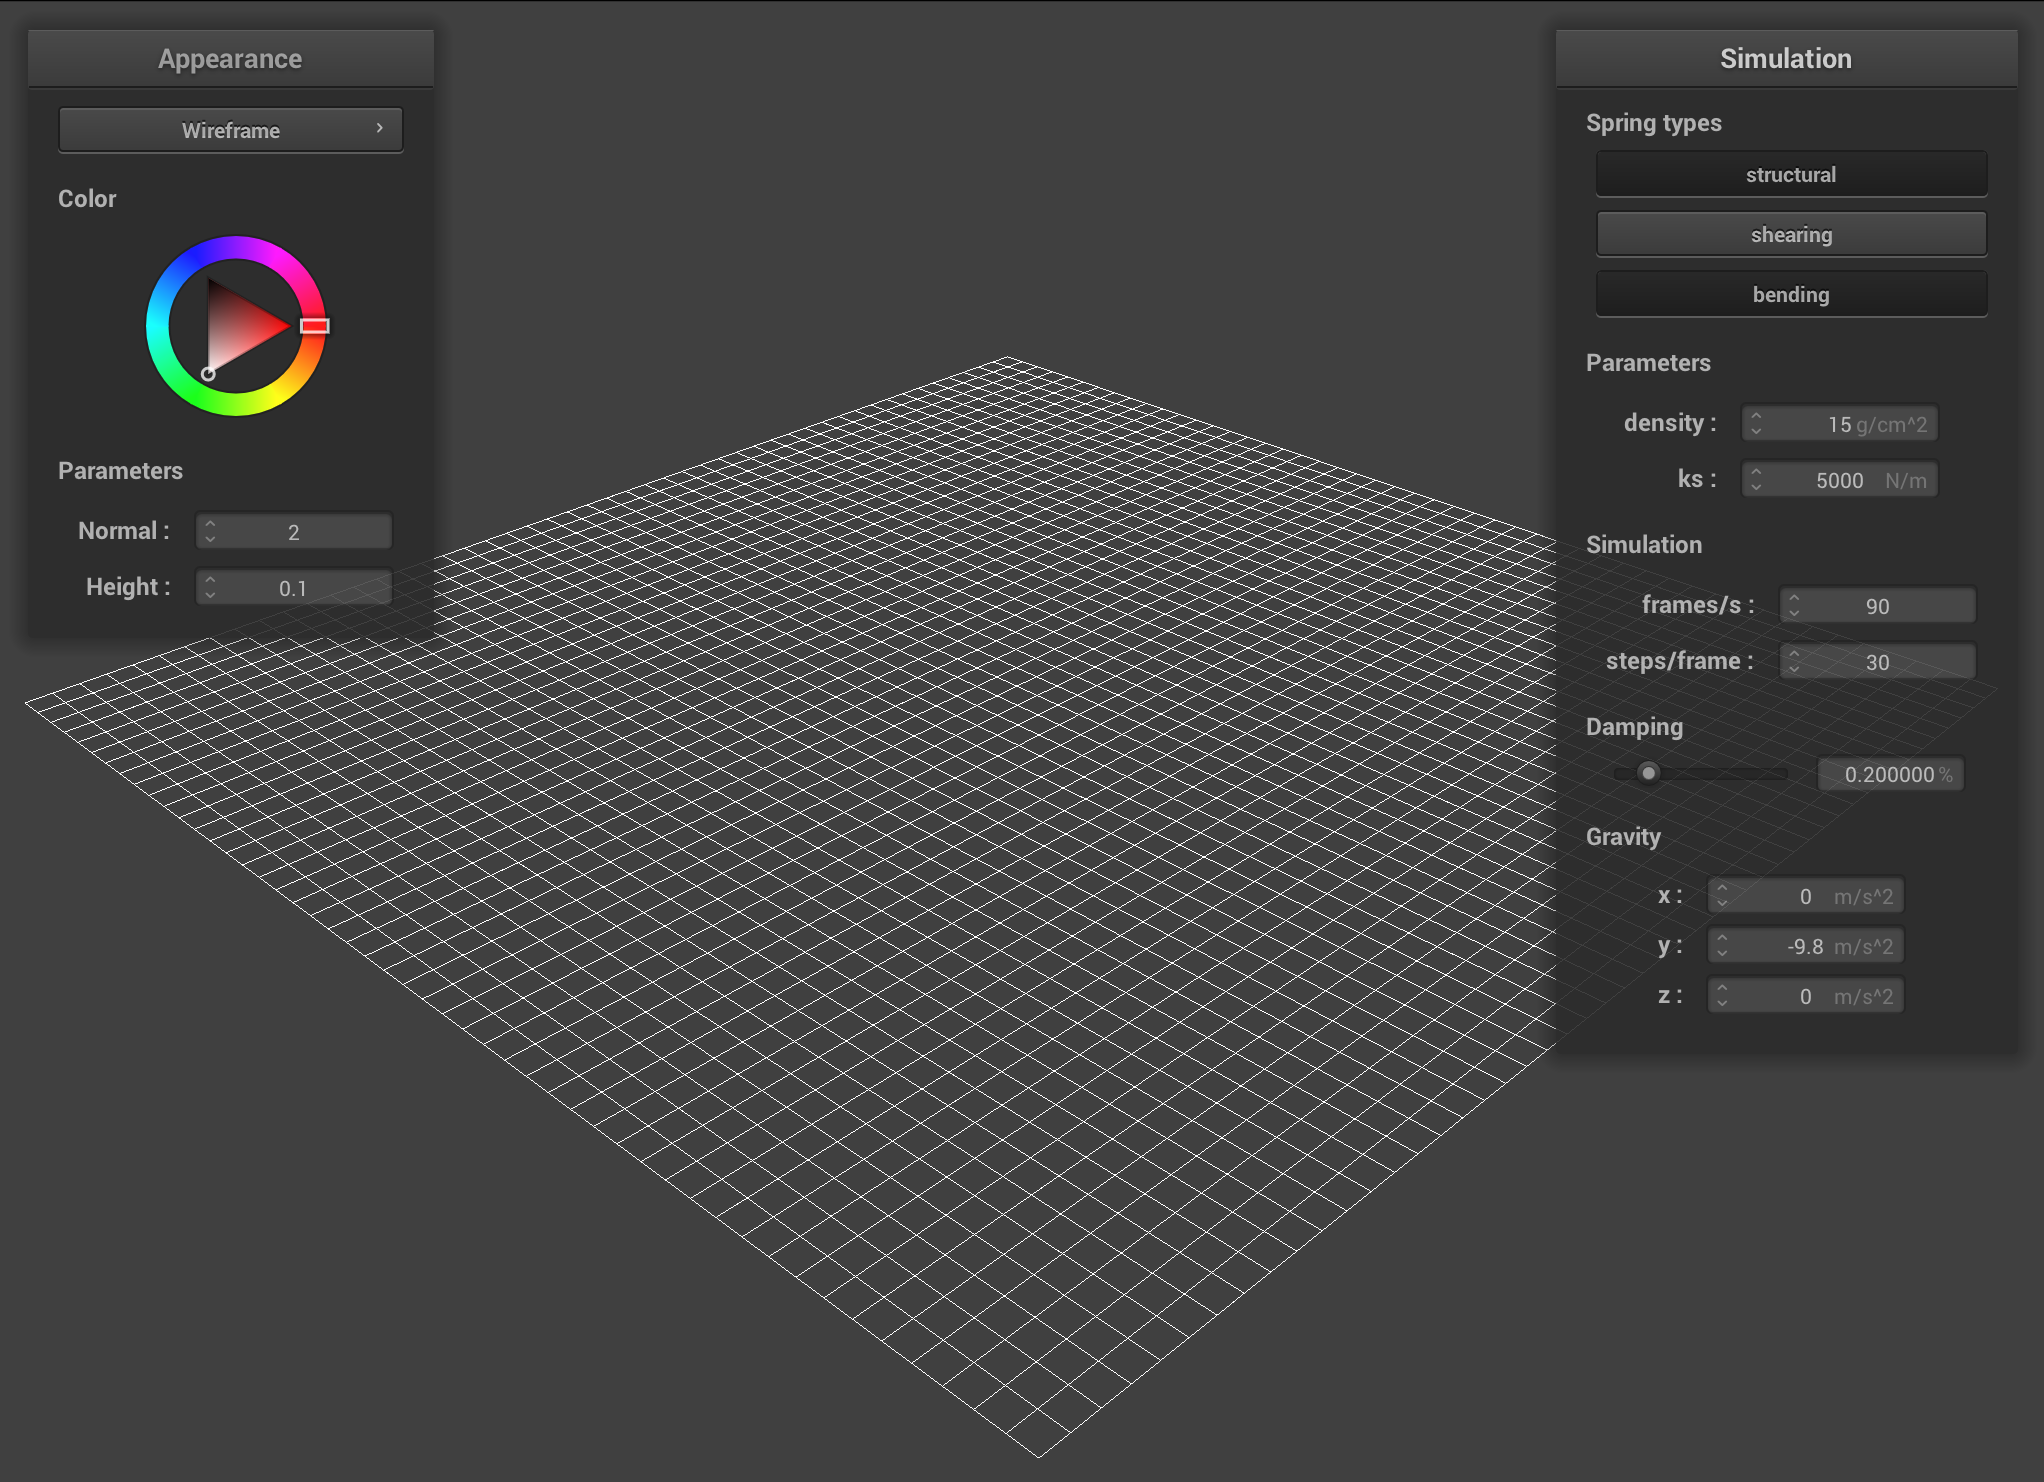 Appearance
Wireframe
Color
Parameters
Normal : 2
Height : 0.1
Simulation
Spring types
structural
shearing
bending
Parameters
density : 15 g/cm^2
ks : 5000 N/m
Simulation
frames/s : 90
steps/frame : 30
Damping
0.200000 %
Gravity
x : 0 m/s^2
y : -9.8 m/s^2
z : 0 m/s^2